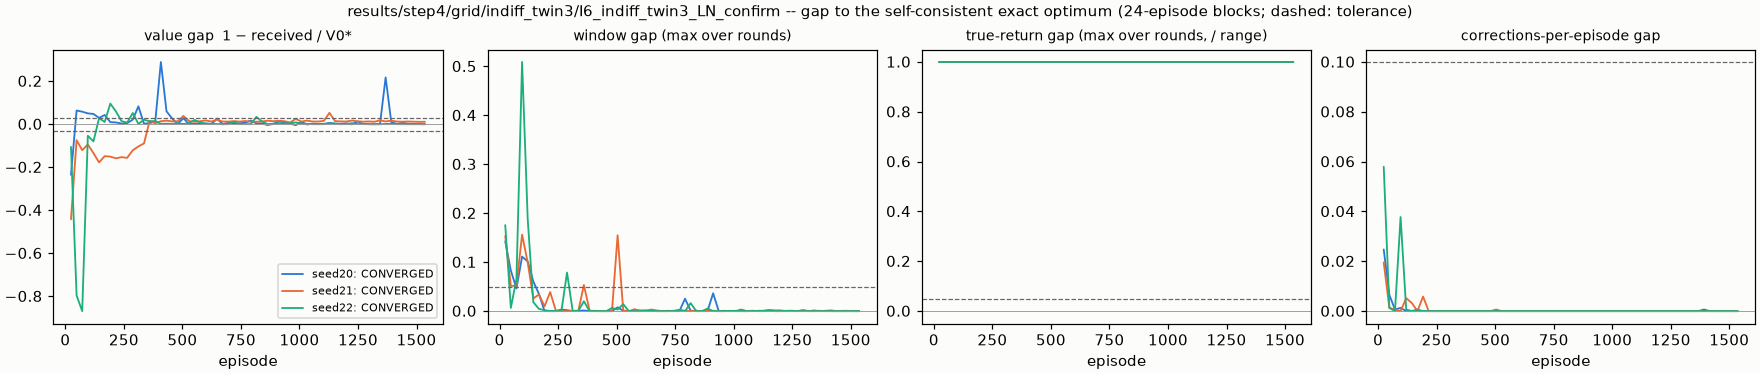 results/step4/grid/indiff_twin3/I6_indiff_twin3_LN_confirm -- gap to the self-consistent exact optimum (24-episode blocks; dashed: tolerance)
value gap 1 − received / V0*
0.2
0.0
−0.2
−0.4
−0.6
−0.8
seed20: CONVERGED
seed21: CONVERGED
seed22: CONVERGED
0 250 500 750 1000 1250 1500
episode
window gap (max over rounds)
0.5
0.4
0.3
0.2
0.1
0.0
0 250 500 750 1000 1250 1500
episode
true-return gap (max over rounds, / range)
1.0
0.8
0.6
0.4
0.2
0.0
0 250 500 750 1000 1250 1500
episode
corrections-per-episode gap
0.10
0.08
0.06
0.04
0.02
0.00
0 250 500 750 1000 1250 1500
episode